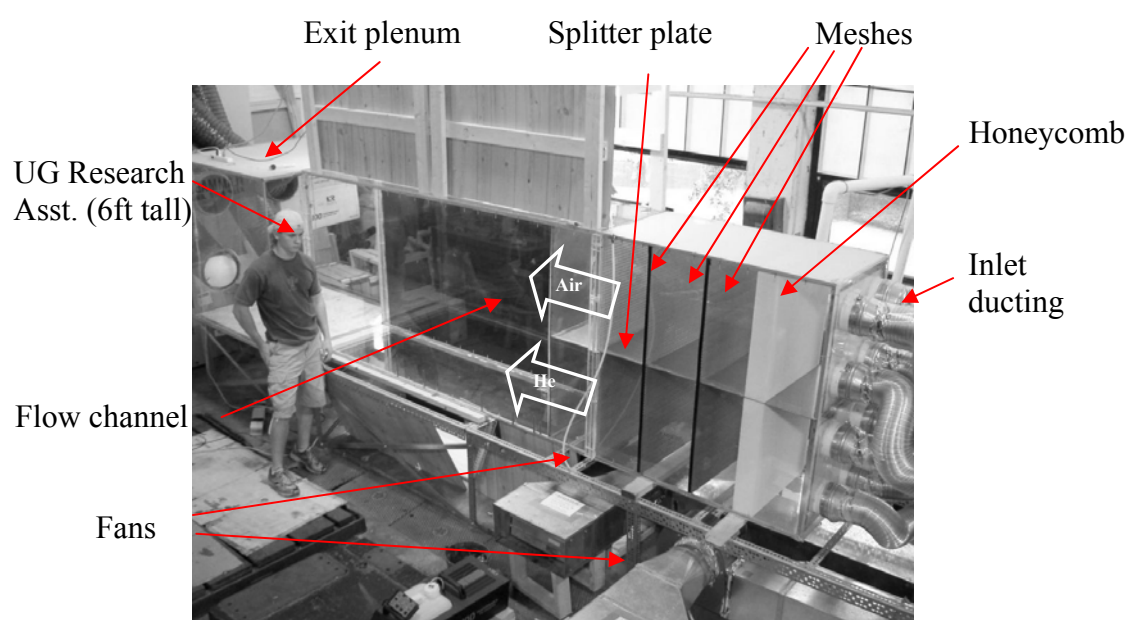 Exit plenum
Splitter plate
Meshes
Honeycomb
UG Research
Asst. (6ft tall)
Air
Inlet
ducting
He
Flow channel
Fans